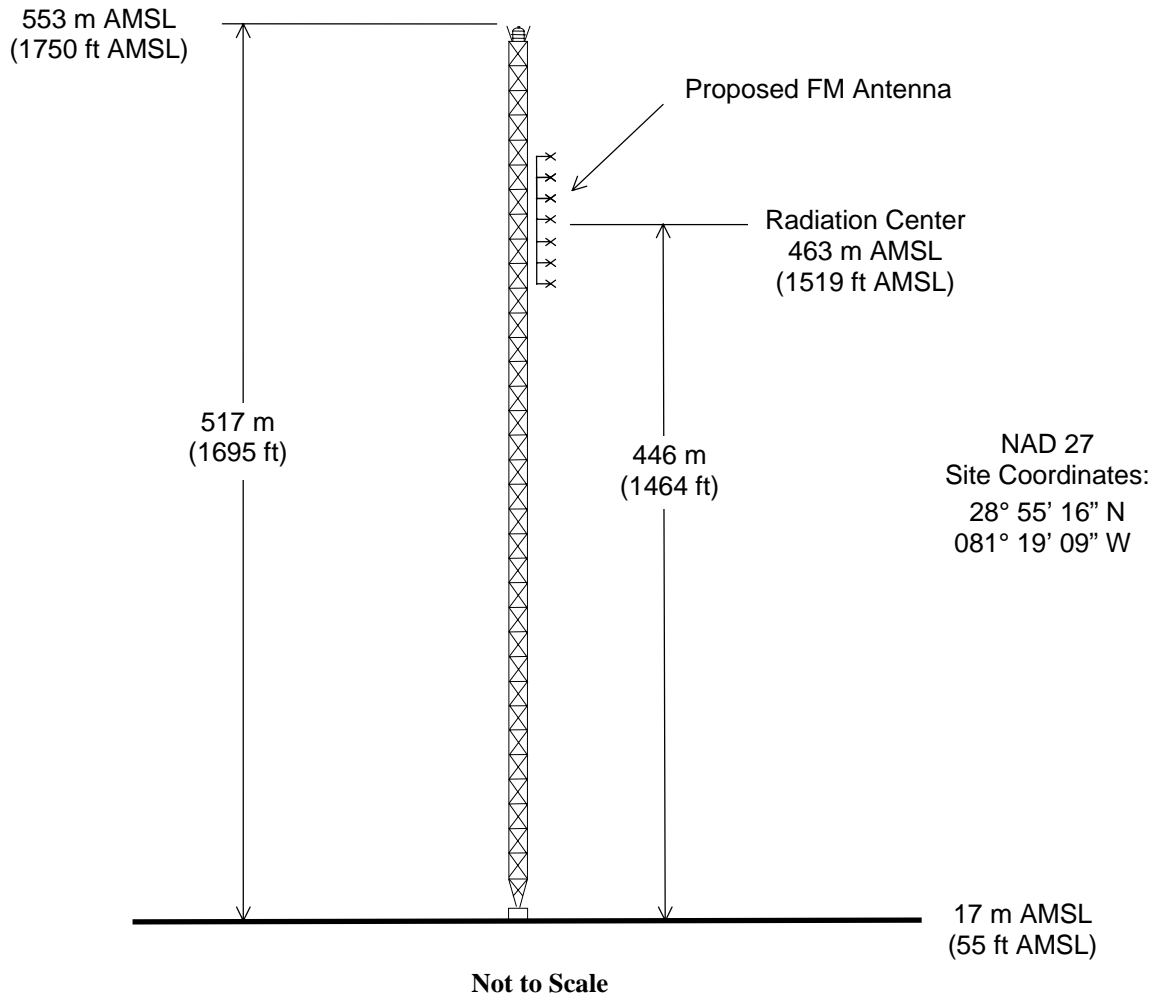 553 m AMSL
(1750 ft AMSL)
Proposed FM Antenna
Radiation Center
463 m AMSL
(1519 ft AMSL)
517 m
(1695 ft)
446 m
(1464 ft)
NAD 27
Site Coordinates:
28° 55’ 16” N
081° 19’ 09” W
17 m AMSL
(55 ft AMSL)
Not to Scale